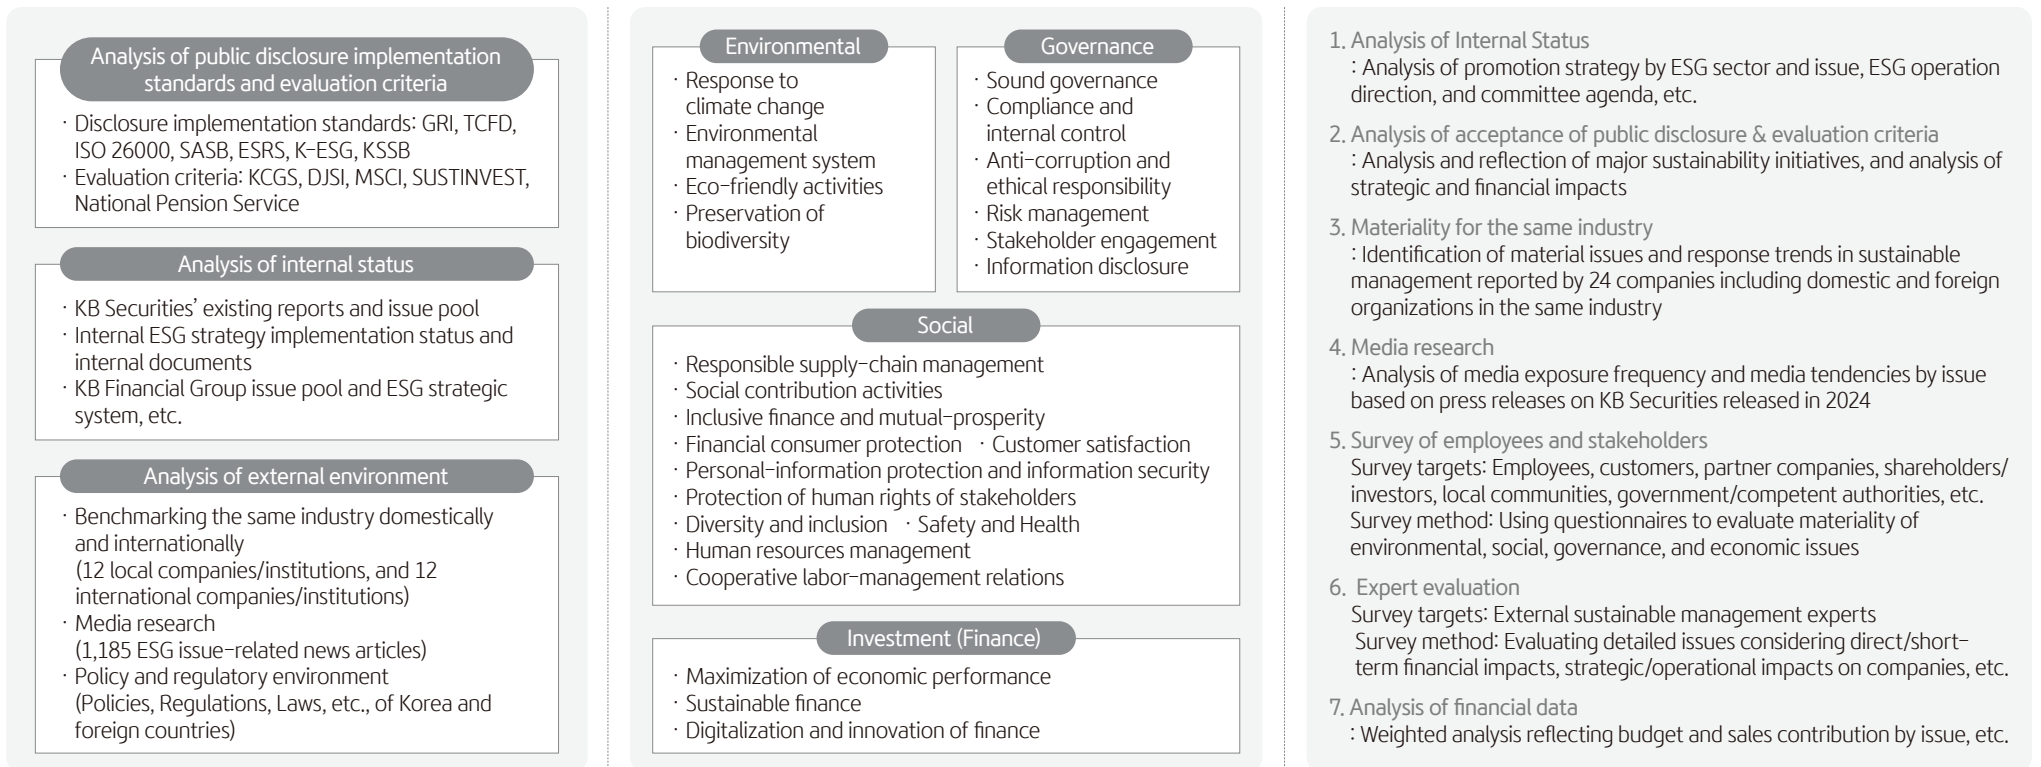 Analysis of public disclosure implementation
standards and evaluation criteria
· Disclosure implementation standards: GRI, TCFD,
ISO 26000, SASB, ESRS, K-ESG, KSSB
· Evaluation criteria: KCGS, DJSI, MSCI, SUSTINVEST,
National Pension Service
Analysis of internal status
· KB Securities’ existing reports and issue pool
· Internal ESG strategy implementation status and
internal documents
· KB Financial Group issue pool and ESG strategic
system, etc.
Analysis of external environment
· Benchmarking the same industry domestically
and internationally
(12 local companies/institutions, and 12
international companies/institutions)
· Media research
(1,185 ESG issue-related news articles)
· Policy and regulatory environment
(Policies, Regulations, Laws, etc., of Korea and
foreign countries)
Environmental
· Response to
climate change
· Environmental
management system
· Eco-friendly activities
· Preservation of
biodiversity
Governance
· Sound governance
· Compliance and
internal control
· Anti-corruption and
ethical responsibility
· Risk management
· Stakeholder engagement
· Information disclosure
Social
· Responsible supply-chain management
· Social contribution activities
· Inclusive finance and mutual-prosperity
· Financial consumer protection · Customer satisfaction
· Personal-information protection and information security
· Protection of human rights of stakeholders
· Diversity and inclusion · Safety and Health
· Human resources management
· Cooperative labor-management relations
Investment (Finance)
· Maximization of economic performance
· Sustainable finance
· Digitalization and innovation of finance
1. Analysis of Internal Status
: Analysis of promotion strategy by ESG sector and issue, ESG operation
direction, and committee agenda, etc.
2. Analysis of acceptance of public disclosure & evaluation criteria
: Analysis and reflection of major sustainability initiatives, and analysis of
strategic and financial impacts
3. Materiality for the same industry
: Identification of material issues and response trends in sustainable
management reported by 24 companies including domestic and foreign
organizations in the same industry
4. Media research
: Analysis of media exposure frequency and media tendencies by issue
based on press releases on KB Securities released in 2024
5. Survey of employees and stakeholders
Survey targets: Employees, customers, partner companies, shareholders/
investors, local communities, government/competent authorities, etc.
Survey method: Using questionnaires to evaluate materiality of
environmental, social, governance, and economic issues
6. Expert evaluation
Survey targets: External sustainable management experts
Survey method: Evaluating detailed issues considering direct/short-
term financial impacts, strategic/operational impacts on companies, etc.
7. Analysis of financial data
: Weighted analysis reflecting budget and sales contribution by issue, etc.